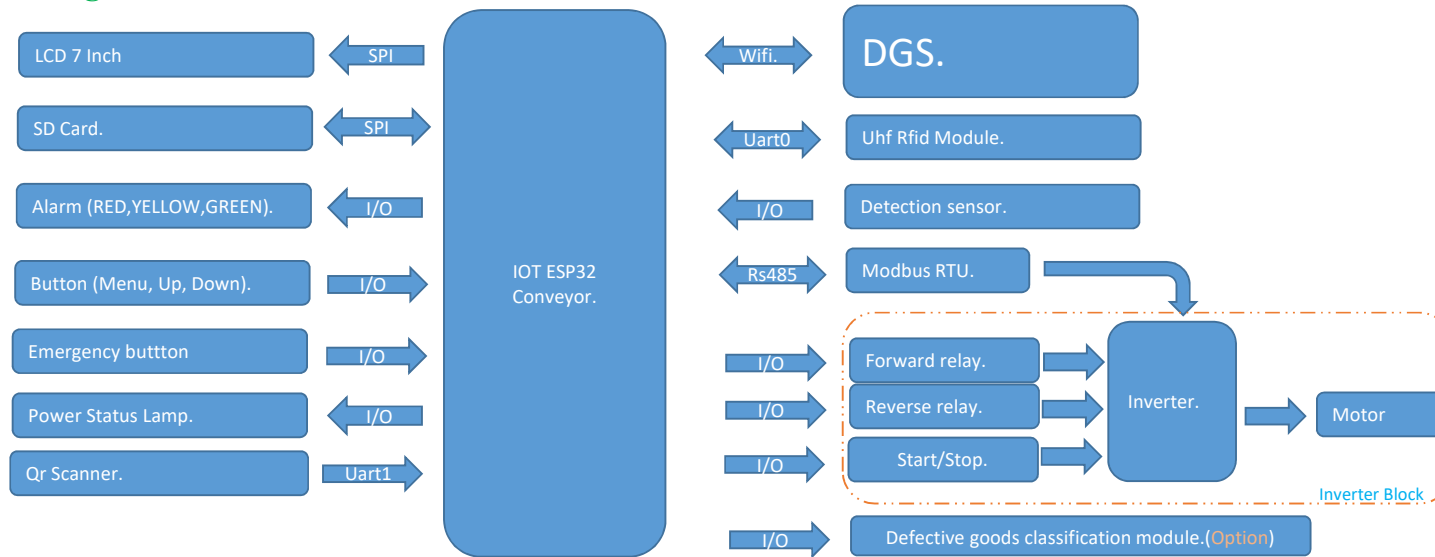 LCD 7 Inch
SPI
SD Card.
SPI
Alarm (RED,YELLOW,GREEN).
I/O
Button (Menu, Up, Down).
I/O
Emergency buttton
I/O
Power Status Lamp.
I/O
Qr Scanner.
Uart1
IOT ESP32
Conveyor.
Wifi.
DGS.
Uart0
Uhf Rfid Module.
I/O
Detection sensor.
Rs485
Modbus RTU.
I/O
Forward relay.
I/O
Reverse relay.
I/O
Start/Stop.
Inverter.
Motor
Inverter Block
I/O
Defective goods classification module.(Option)